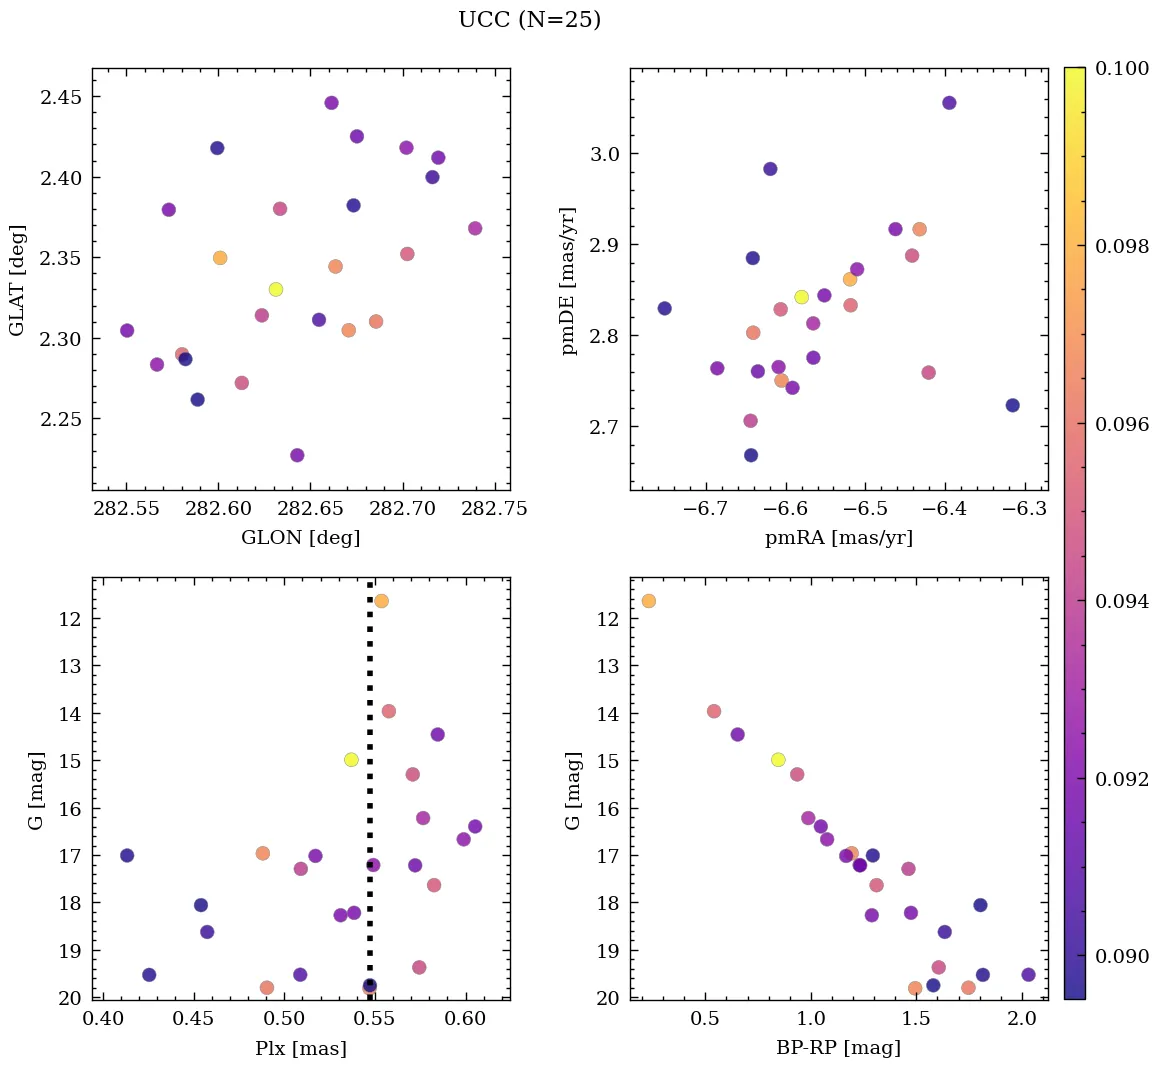 UCC (N=25)
2.45
2.40
2.35
2.30
2.25
GLAT [deg]
282.55 282.60 282.65 282.70 282.75
GLON [deg]
3.0
2.9
2.8
2.7
pmDE [mas/yr]
−6.7 −6.6 −6.5 −6.4 −6.3
pmRA [mas/yr]
0.100
0.098
0.096
0.094
0.092
0.090
12
13
14
15
16
17
18
19
20
G [mag]
0.40 0.45 0.50 0.55 0.60
Plx [mas]
12
13
14
15
16
17
18
19
20
G [mag]
0.5 1.0 1.5 2.0
BP-RP [mag]